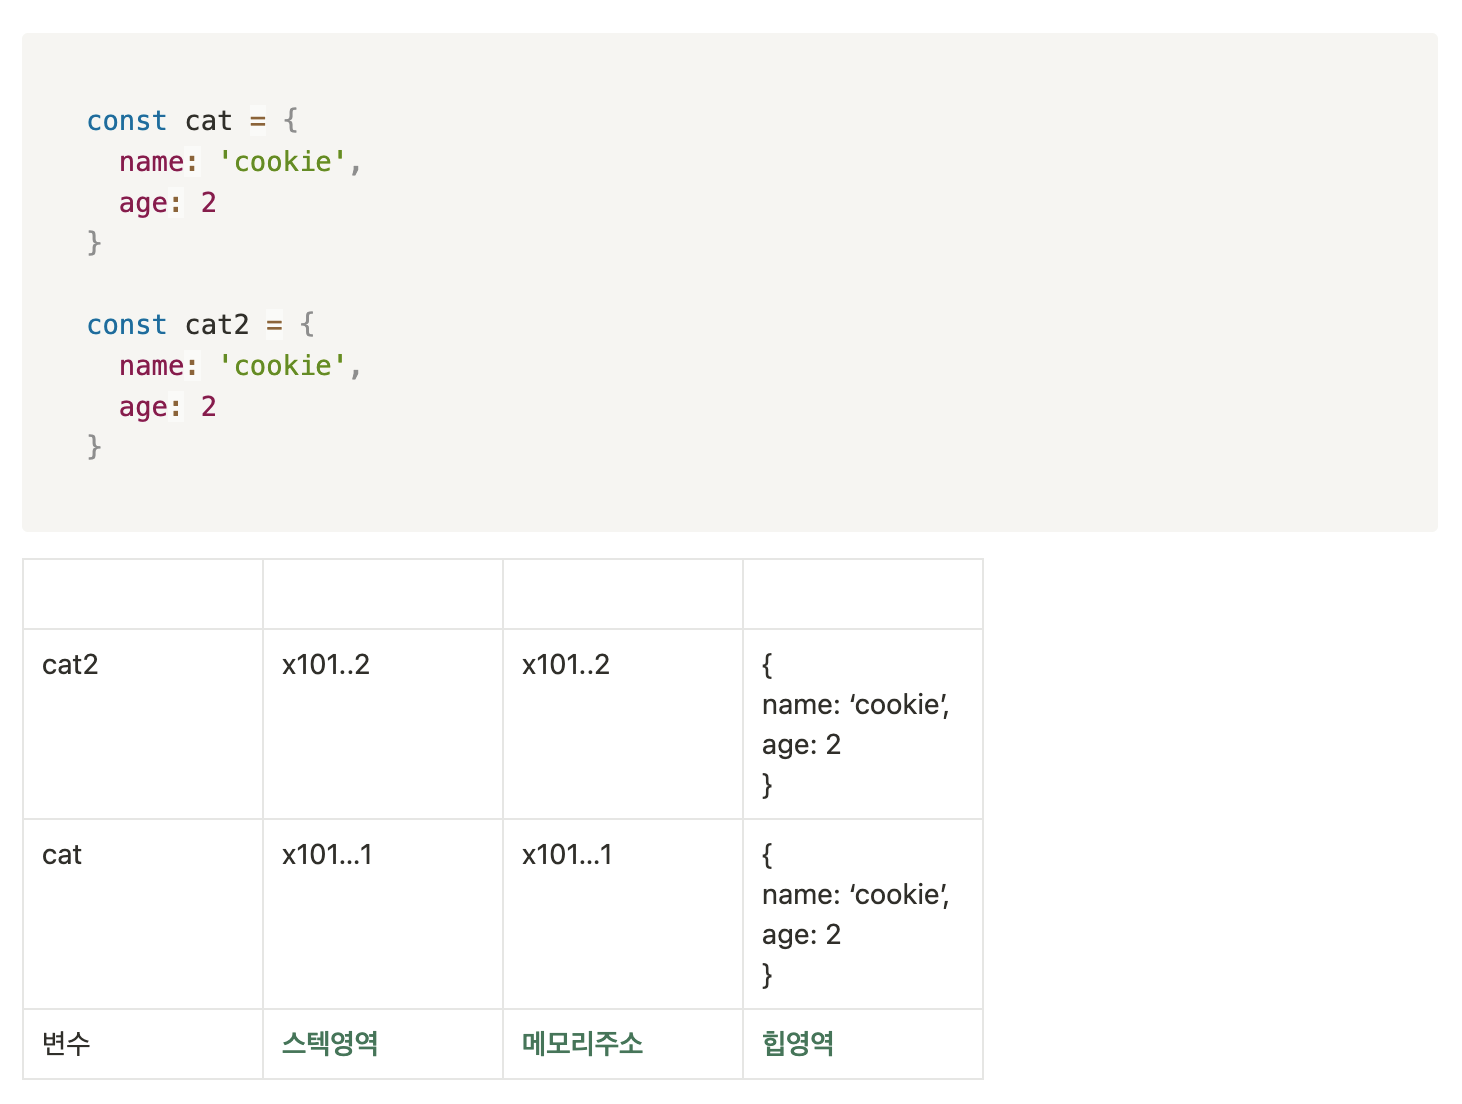 const cat = {
  name: 'cookie',
  age: 2
}
const cat2 = {
  name: 'cookie',
  age: 2
}
cat2 x101..2 x101..2 {
name: ‘cookie’,
age: 2
}
cat x101...1 x101...1 {
name: ‘cookie’,
age: 2
}
변수 스텍영역 메모리주소 힙영역